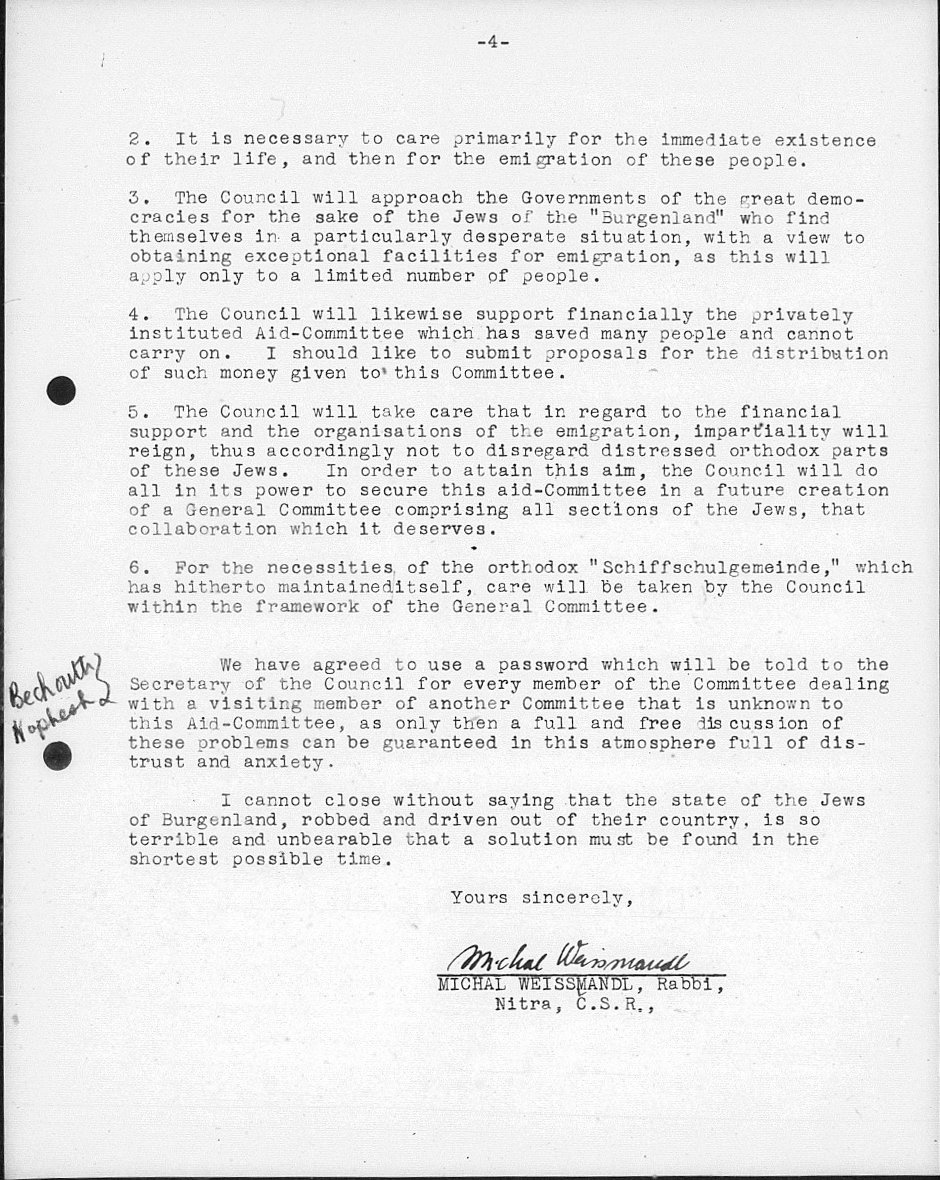 -4-
2. It is necessary to care primarily for the immediate existence
of their life, and then for the emigration of these people.
3. The Council will approach the Governments of the great demo-
cracies for the sake of the Jews of the "Burgenland" who find
themselves in a particularly desperate situation, with a view to
obtaining exceptional facilities for emigration, as this will
apply only to a limited number of people.
4. The Council will likewise support financially the privately
instituted Aid-Committee which has saved many people and cannot
carry on. I should like to submit proposals for the distribution
of such money given to this Committee.
5. The Council will take care that in regard to the financial
support and the organisations of the emigration, impartiality will
reign, thus accordingly not to disregard distressed orthodox parts
of these Jews. In order to attain this aim, the Council will do
all in its power to secure this aid-Committee in a future creation
of a General Committee comprising all sections of the Jews, that
collaboration which it deserves.
6. For the necessities of the orthodox "Schiffschulgemeinde," which
has hitherto maintaineditself, care will be taken by the Council
within the framework of the General Committee.
We have agreed to use a password which will be told to the
Secretary of the Council for every member of the Committee dealing
with a visiting member of another Committee that is unknown to
this Aid-Committee, as only then a full and free dis cussion of
these problems can be guaranteed in this atmosphere full of dis-
trust and anxiety.
I cannot close without saying that the state of the Jews
of Burgenland, robbed and driven out of their country, is so
terrible and unbearable that a solution must be found in the
shortest possible time.
Yours sincerely,
Michal Weissmandl
MICHAL WEISSMANDL, Rabbi,
Nitra, C.S.R.,